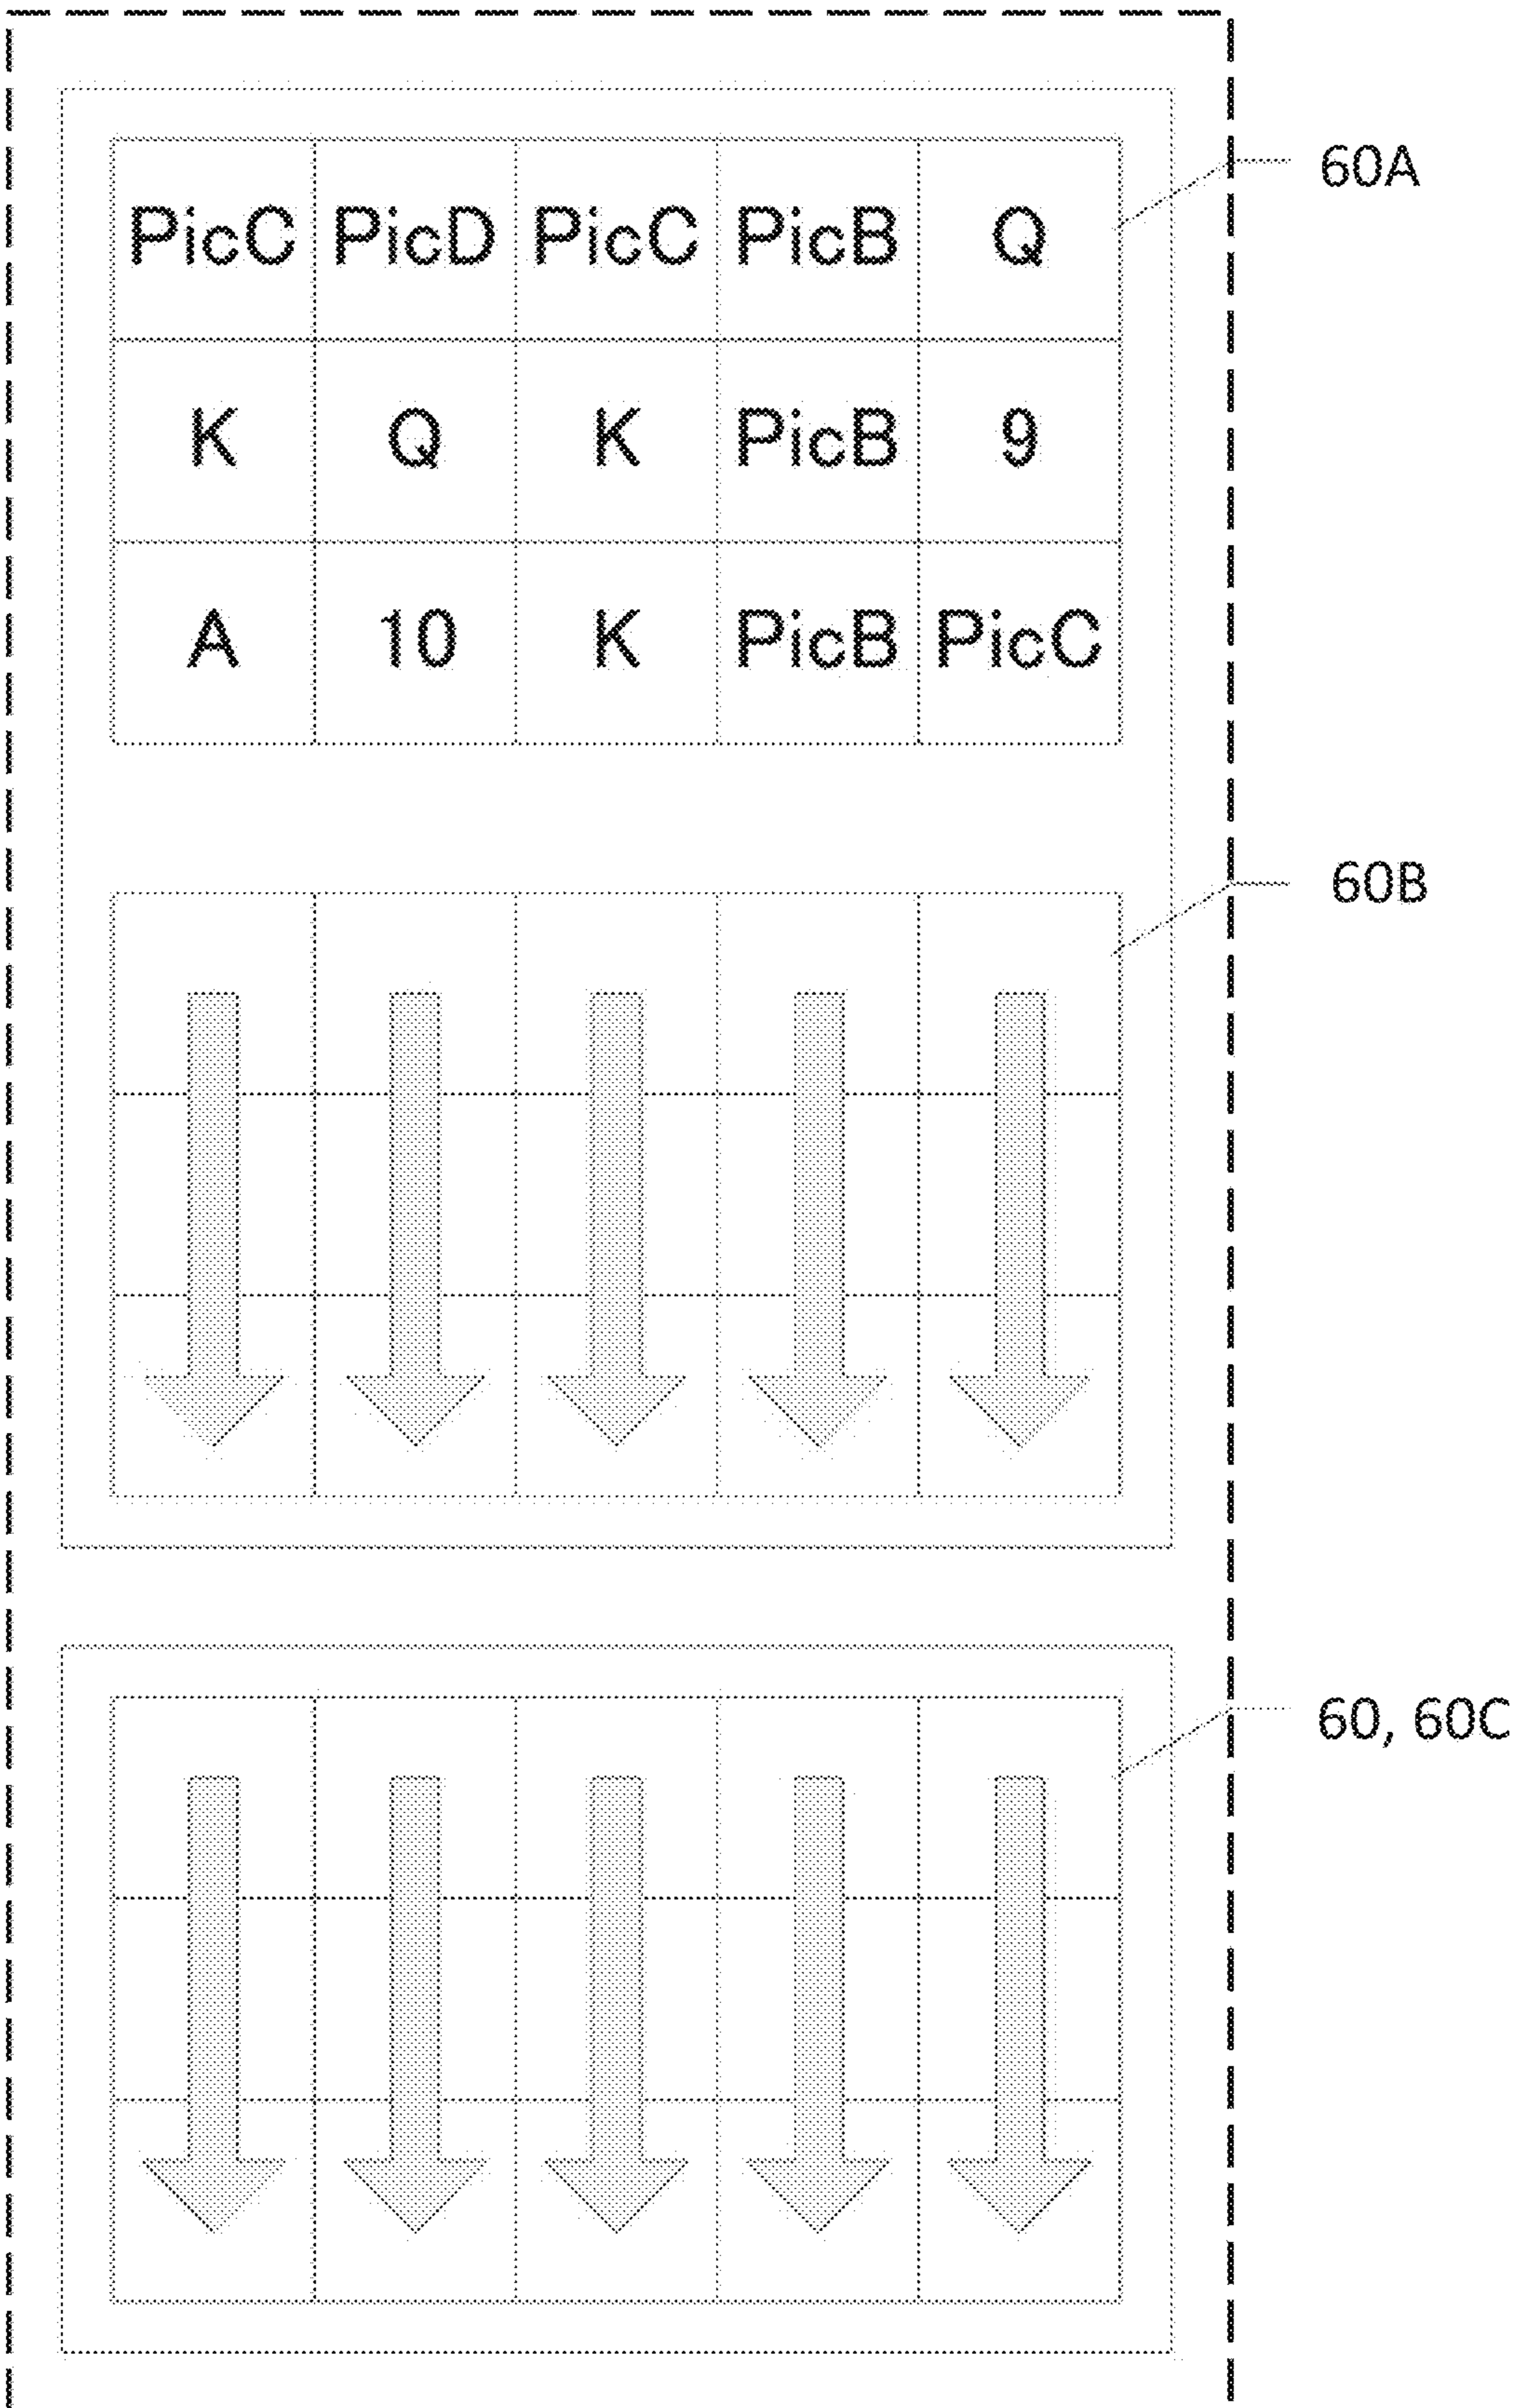 PicC PicD PicC PicB Q 60A
K Q K PicB 9
A 10 K PicB PicC
60B
60, 60C